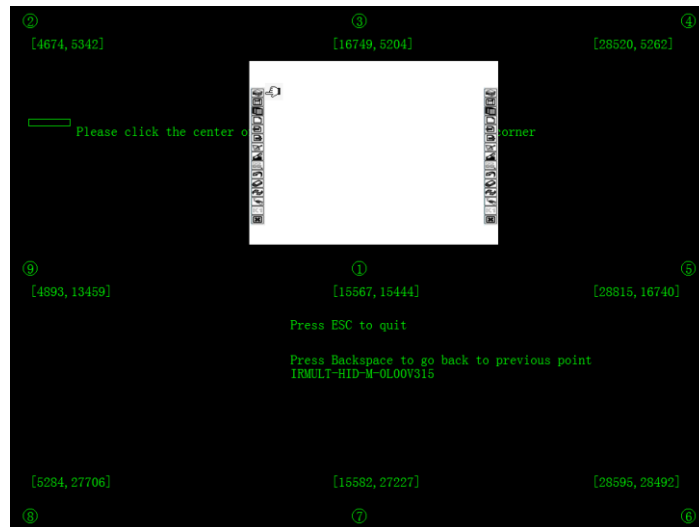 ② ③ ④
[4674,5342] [16749,5204] [28520,5262]
Please click the center o corner
⑨ ① ⑤
[4893,13459] [15567,15444] [28815,16740]
Press ESC to quit
Press Backspace to go back to previous point
IRMULT-HID-M-0L00V315
[5284,27706] [15582,27227] [28595,28492]
⑧ ⑦ ⑥